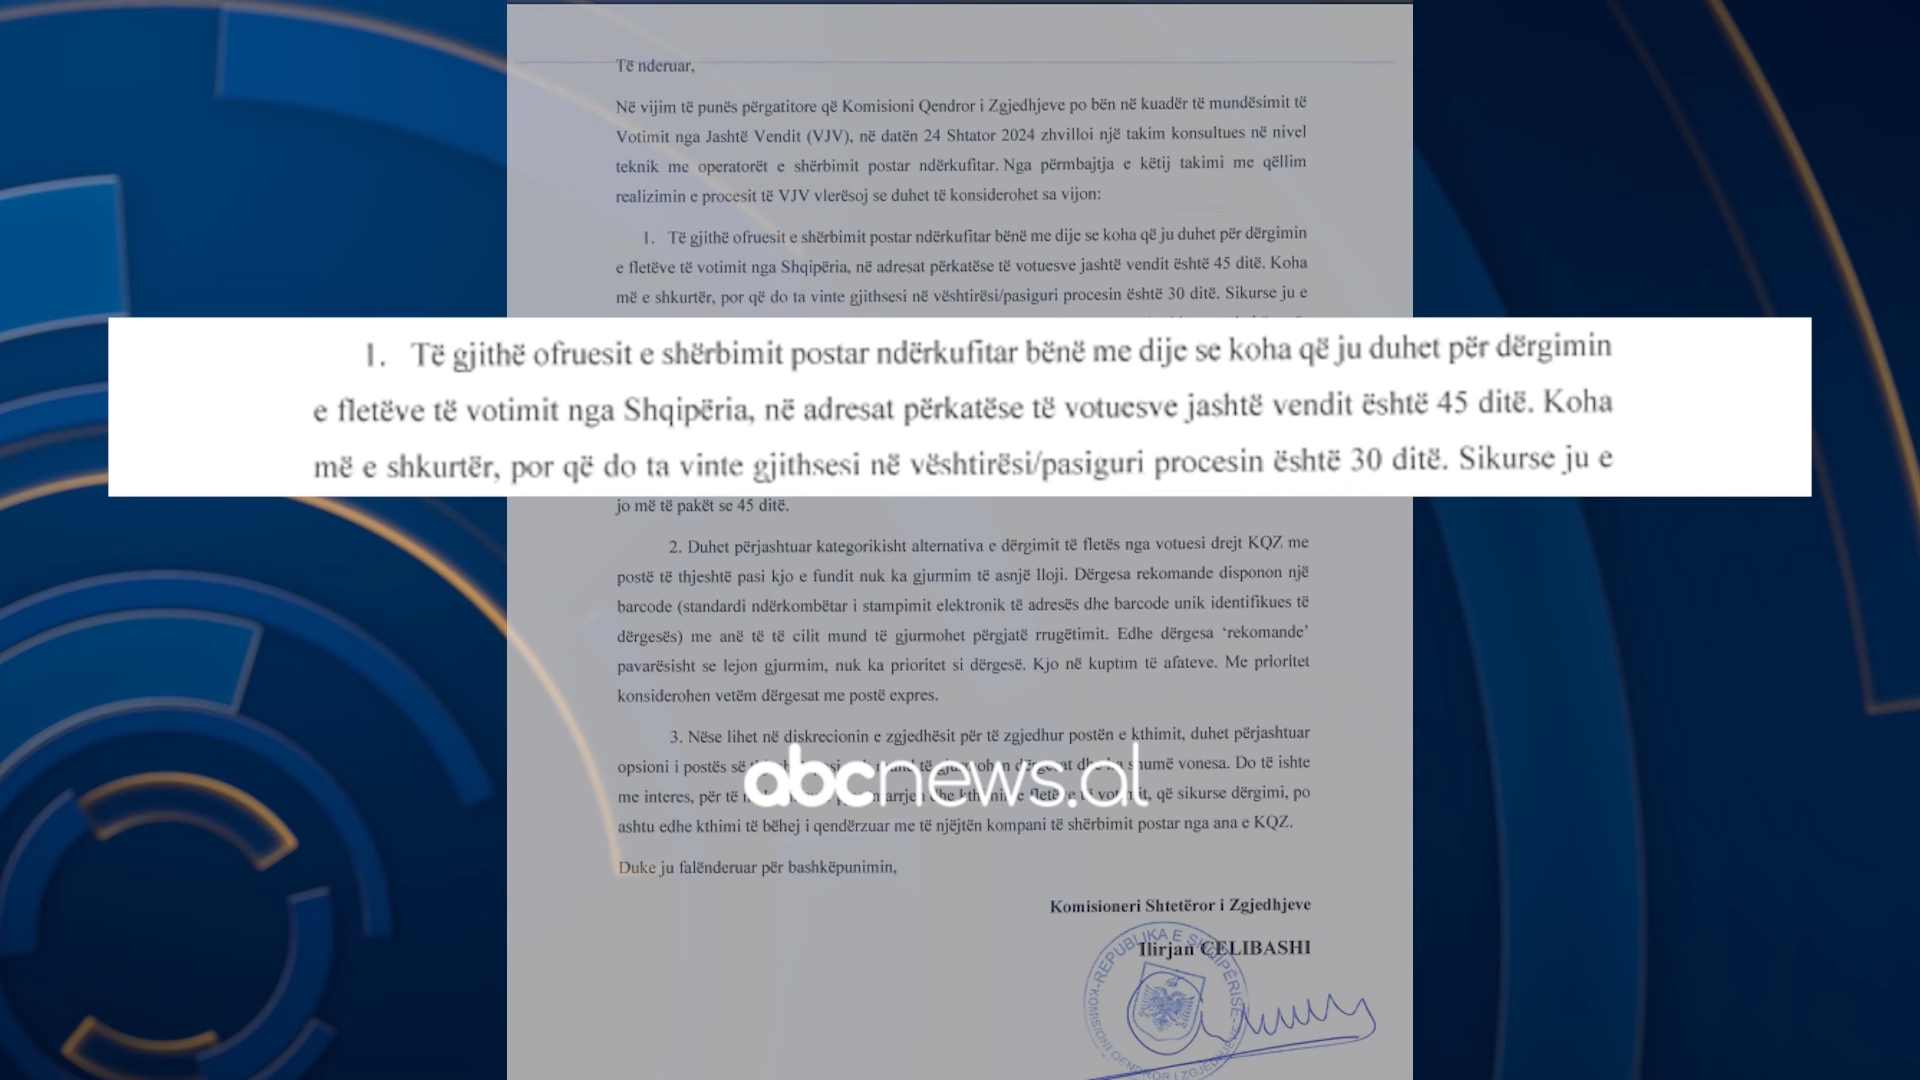 Të nderuar,
Në vijim të punës përgatitore që Komisioni Qendror i Zgjedhjeve po bën në kuadër të mundësimit të
Votimit nga Jashtë Vendit (VJV), në datën 24 Shtator 2024 zhvilloi një takim konsultues në nivel
teknik me operatorët e shërbimit postar ndërkufitar. Nga përmbajtja e këtij takimi me qëllim
realizimin e procesit të VJV vlerësoj se duhet të konsiderohet sa vijon:
1. Të gjithë ofruesit e shërbimit postar ndërkufitar bënë me dije se koha që ju duhet për dërgimin
e fletëve të votimit nga Shqipëria, në adresat përkatëse të votuesve jashtë vendit është 45 ditë. Koha
më e shkurtër, por që do ta vinte gjithsesi në vështirësi/pasiguri procesin është 30 ditë. Sikurse ju e
1. Të gjithë ofruesit e shërbimit postar ndërkufitar bënë me dije se koha që ju duhet për dërgimin
e fletëve të votimit nga Shqipëria, në adresat përkatëse të votuesve jashtë vendit është 45 ditë. Koha
më e shkurtër, por që do ta vinte gjithsesi në vështirësi/pasiguri procesin është 30 ditë. Sikurse ju e
jo më të pakët se 45 ditë.
2. Duhet përjashtuar kategorikisht alternativa e dërgimit të fletës nga votuesi drejt KQZ me
postë të thjeshtë pasi kjo e fundit nuk ka gjurmim të asnjë lloji. Dërgesa rekomande disponon një
barcode (standardi ndërkombëtar i stampimit elektronik të adresës dhe barcode unik identifikues të
dërgesës) me anë të të cilit mund të gjurmohet përgjatë rrugëtimit. Edhe dërgesa ‘rekomande’
pavarësisht se lejon gjurmim, nuk ka prioritet si dërgesë. Kjo në kuptim të afateve. Me prioritet
konsiderohen vetëm dërgesat me postë expres.
3. Nëse lihet në diskrecionin e zgjedhësit për të zgjedhur postën e kthimit, duhet përjashtuar
opsioni i postës së dërgesat shumë vonesa. Do të ishte
me interes, për të dhe kthimin e fletëve që sikurse dërgimi, po
abcnews.al
ashtu edhe kthimi të bëhej i qendërzuar me të njëjtën kompani të shërbimit postar nga ana e KQZ.
Duke ju falënderuar për bashkëpunimin,
Komisioneri Shtetëror i Zgjedhjeve
Ilirjan CELIBASHI
REPUBLIKA E SHQIPËRISË
KOMISIONI QENDROR I ZGJEDHJEVE